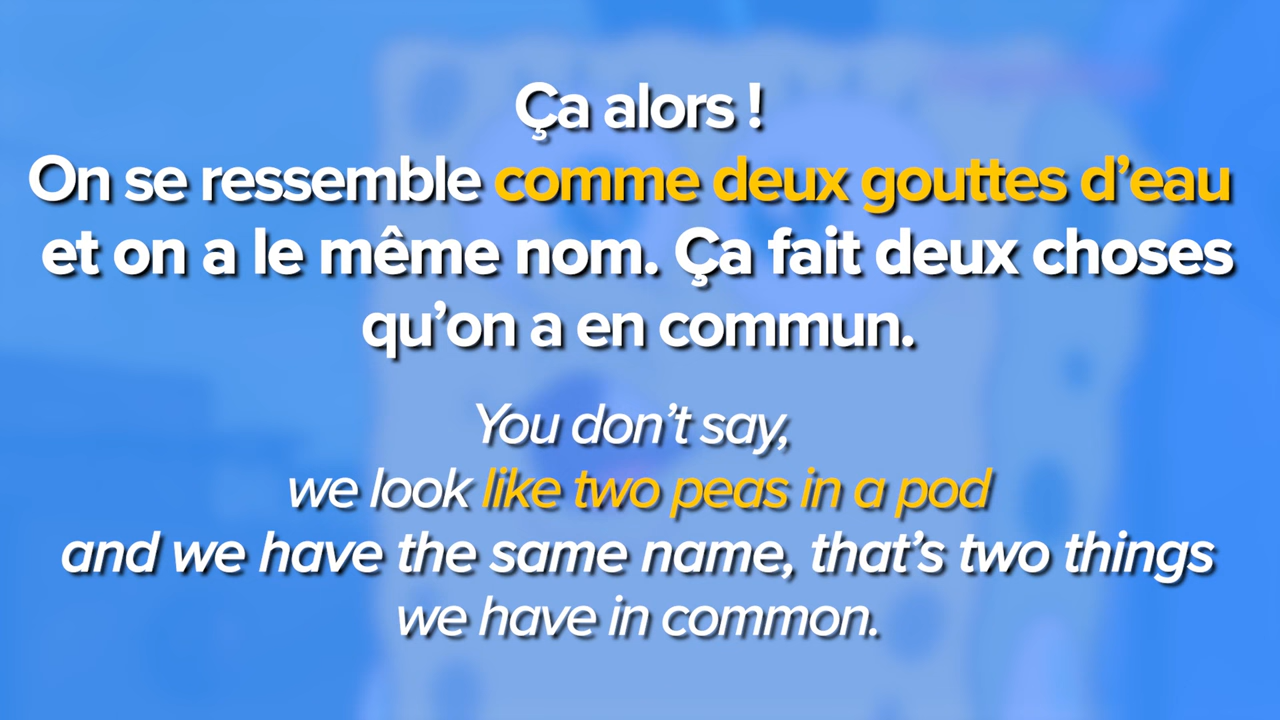 Ça alors !
On se ressemble comme deux gouttes d’eau
et on a le même nom. Ça fait deux choses
qu’on a en commun.
You don’t say,
we look like two peas in a pod
and we have the same name, that’s two things
we have in common.